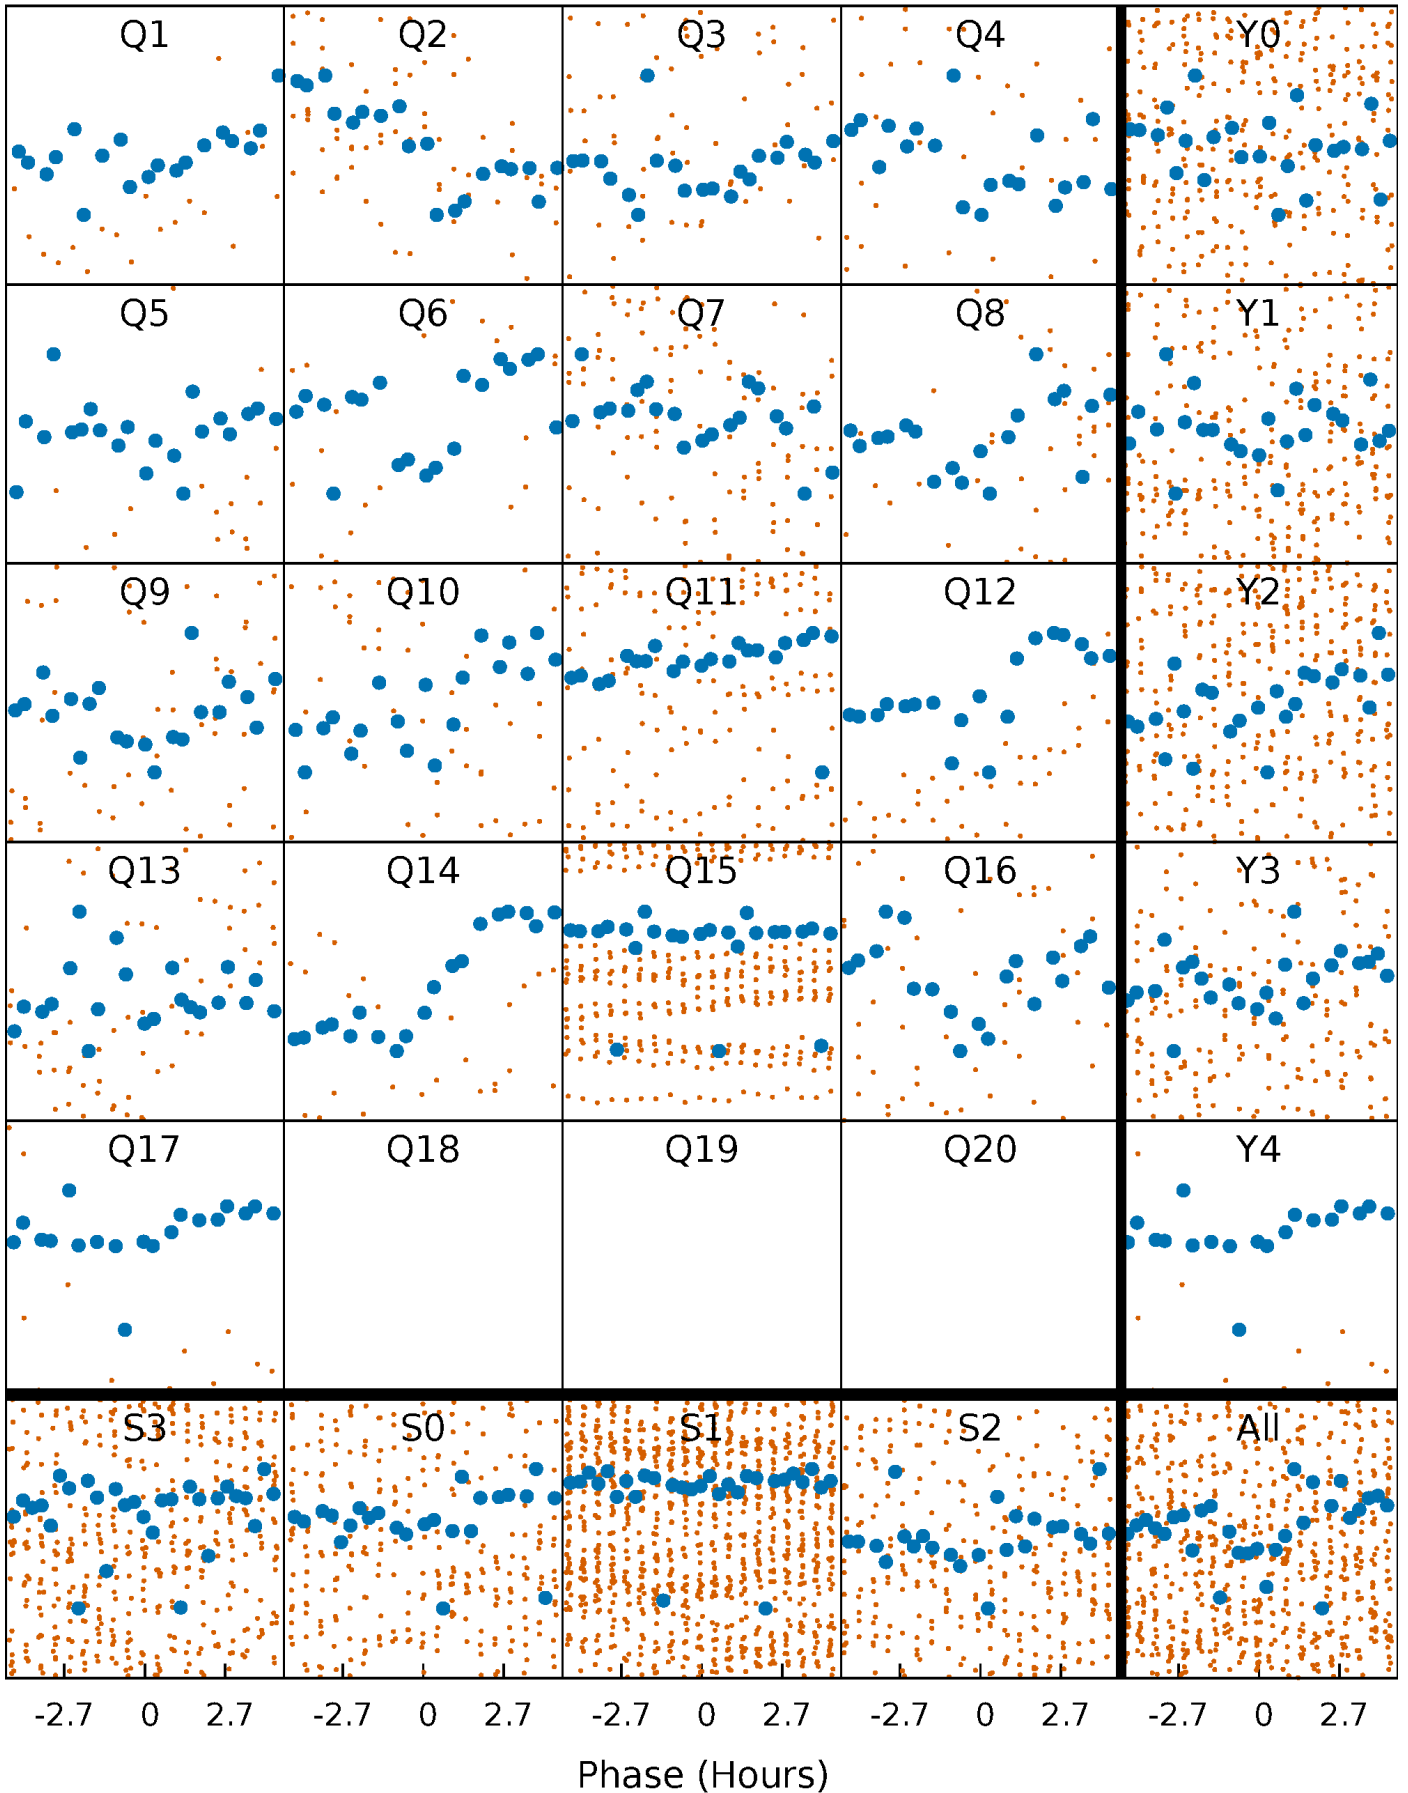 Q1 Q2 Q3 Q4 Y0
Q5 Q6 Q7 Q8 Y1
Q9 Q10 Q11 Q12 Y2
Q13 Q14 Q15 Q16 Y3
Q17 Q18 Q19 Q20 Y4
S3 S0 S1 S2 All
-2.7 0 2.7 -2.7 0 2.7 -2.7 0 2.7 -2.7 0 2.7 -2.7 0 2.7
Phase (Hours)